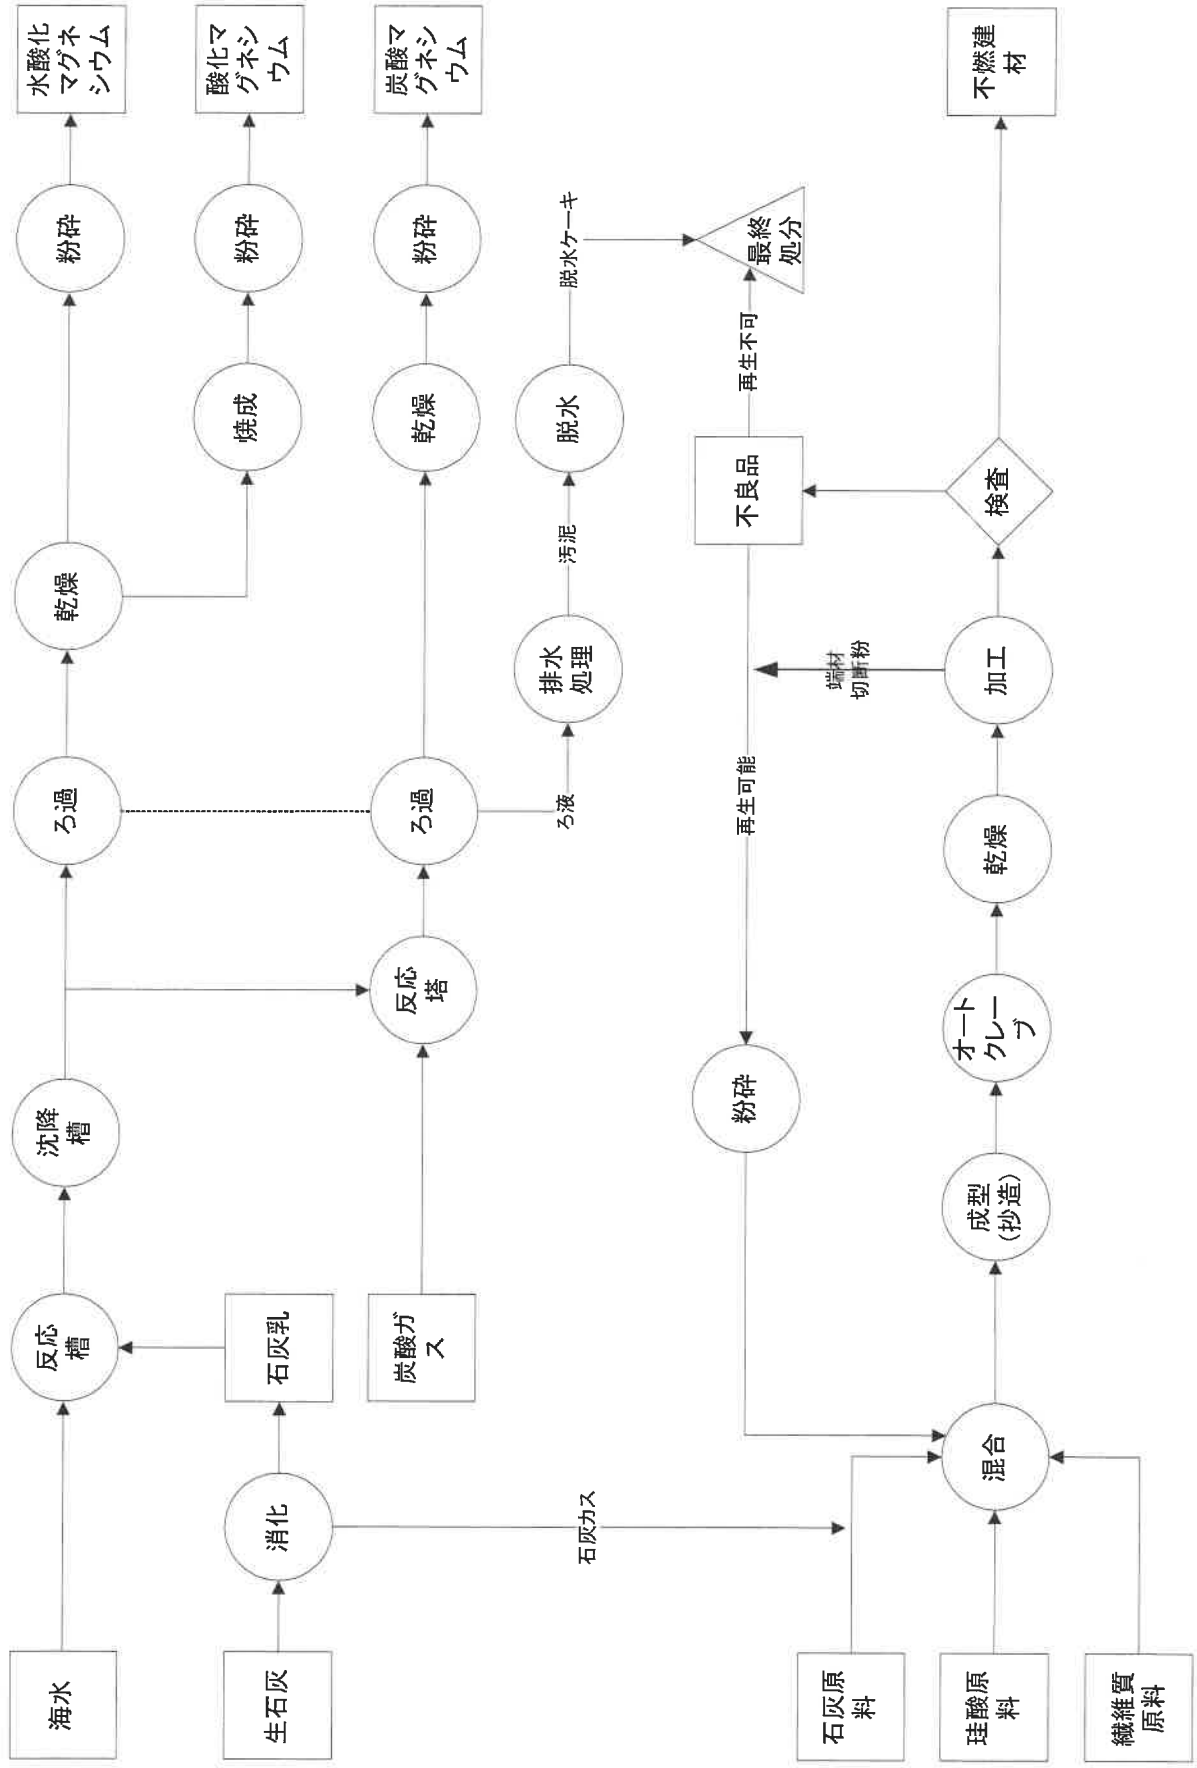 海水
反応
槽
沈降
槽
ろ過
乾燥
粉砕
水酸化
マグネ
シウム
生石灰
消化
石灰乳
焼成
粉砕
酸化マ
グネシ
ウム
炭酸ガ
ス
反応
塔
ろ過
乾燥
粉砕
炭酸マ
グネシ
ウム
石灰カス
ろ液
排水
処理
汚泥
脱水
脱水ケーキ
粉砕
再生可能
不良品
再生不可
最終
処分
端材
切断粉
石灰原
料
珪酸原
料
繊維質
原料
混合
成型
(抄造)
オート
クレー
ブ
乾燥
加工
検査
不燃建
材